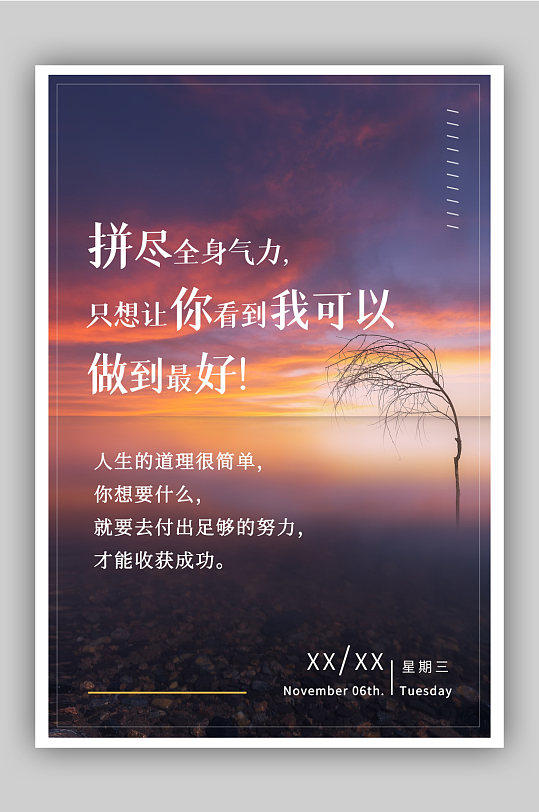 拼尽全身气力,
只想让你看到我可以
做到最好!
人生的道理很简单,
你想要什么,
就要去付出足够的努力,
才能收获成功。
XX/XX 星期三
November 06th. Tuesday